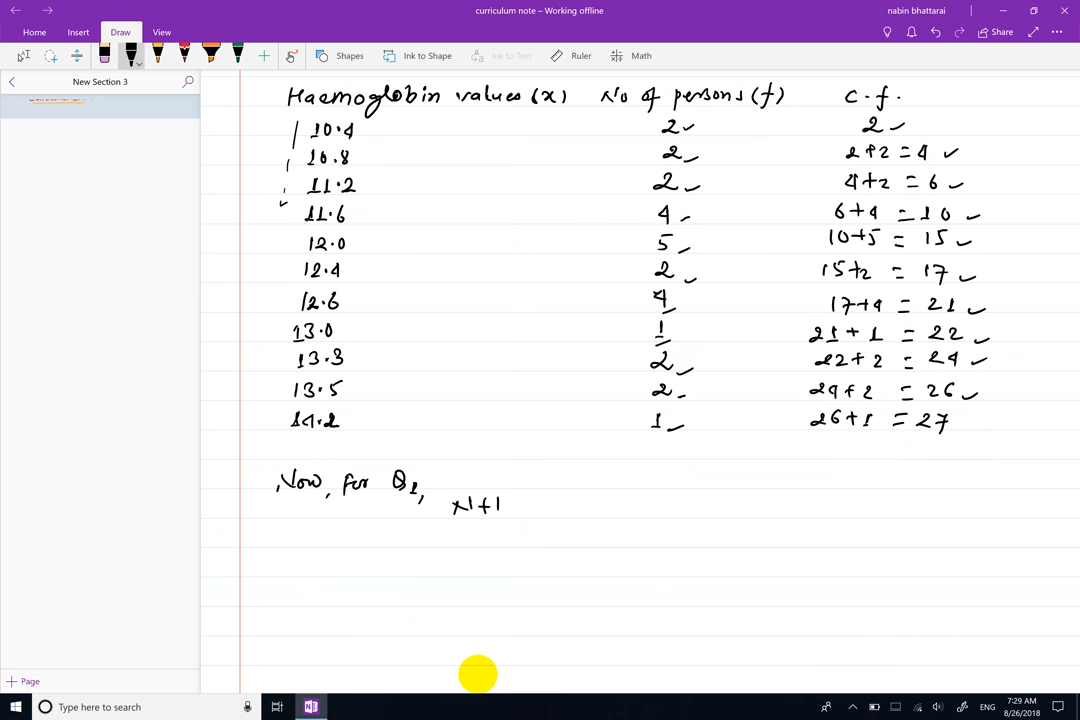 curriculum note – Working offline
nabin bhattarai
Home Insert Draw View
Share
Shapes Ink to Shape Ink to Text Ruler Math
New Section 3
Haemoglobin values (x) No of persons (f) c.f.
10.4 2 2
10.8 2 2+2 = 4
11.2 2 4+2 = 6
11.6 4 6+4 = 10
12.0 5 10+5 = 15
12.4 2 15+2 = 17
12.6 4 17+4 = 21
13.0 1 21+1 = 22
13.3 2 22+2 = 24
13.5 2 24+2 = 26
14.2 1 26+1 = 27
Now, for Q1,
N+1
+ Page
Type here to search
ENG
7:29 AM
8/26/2018